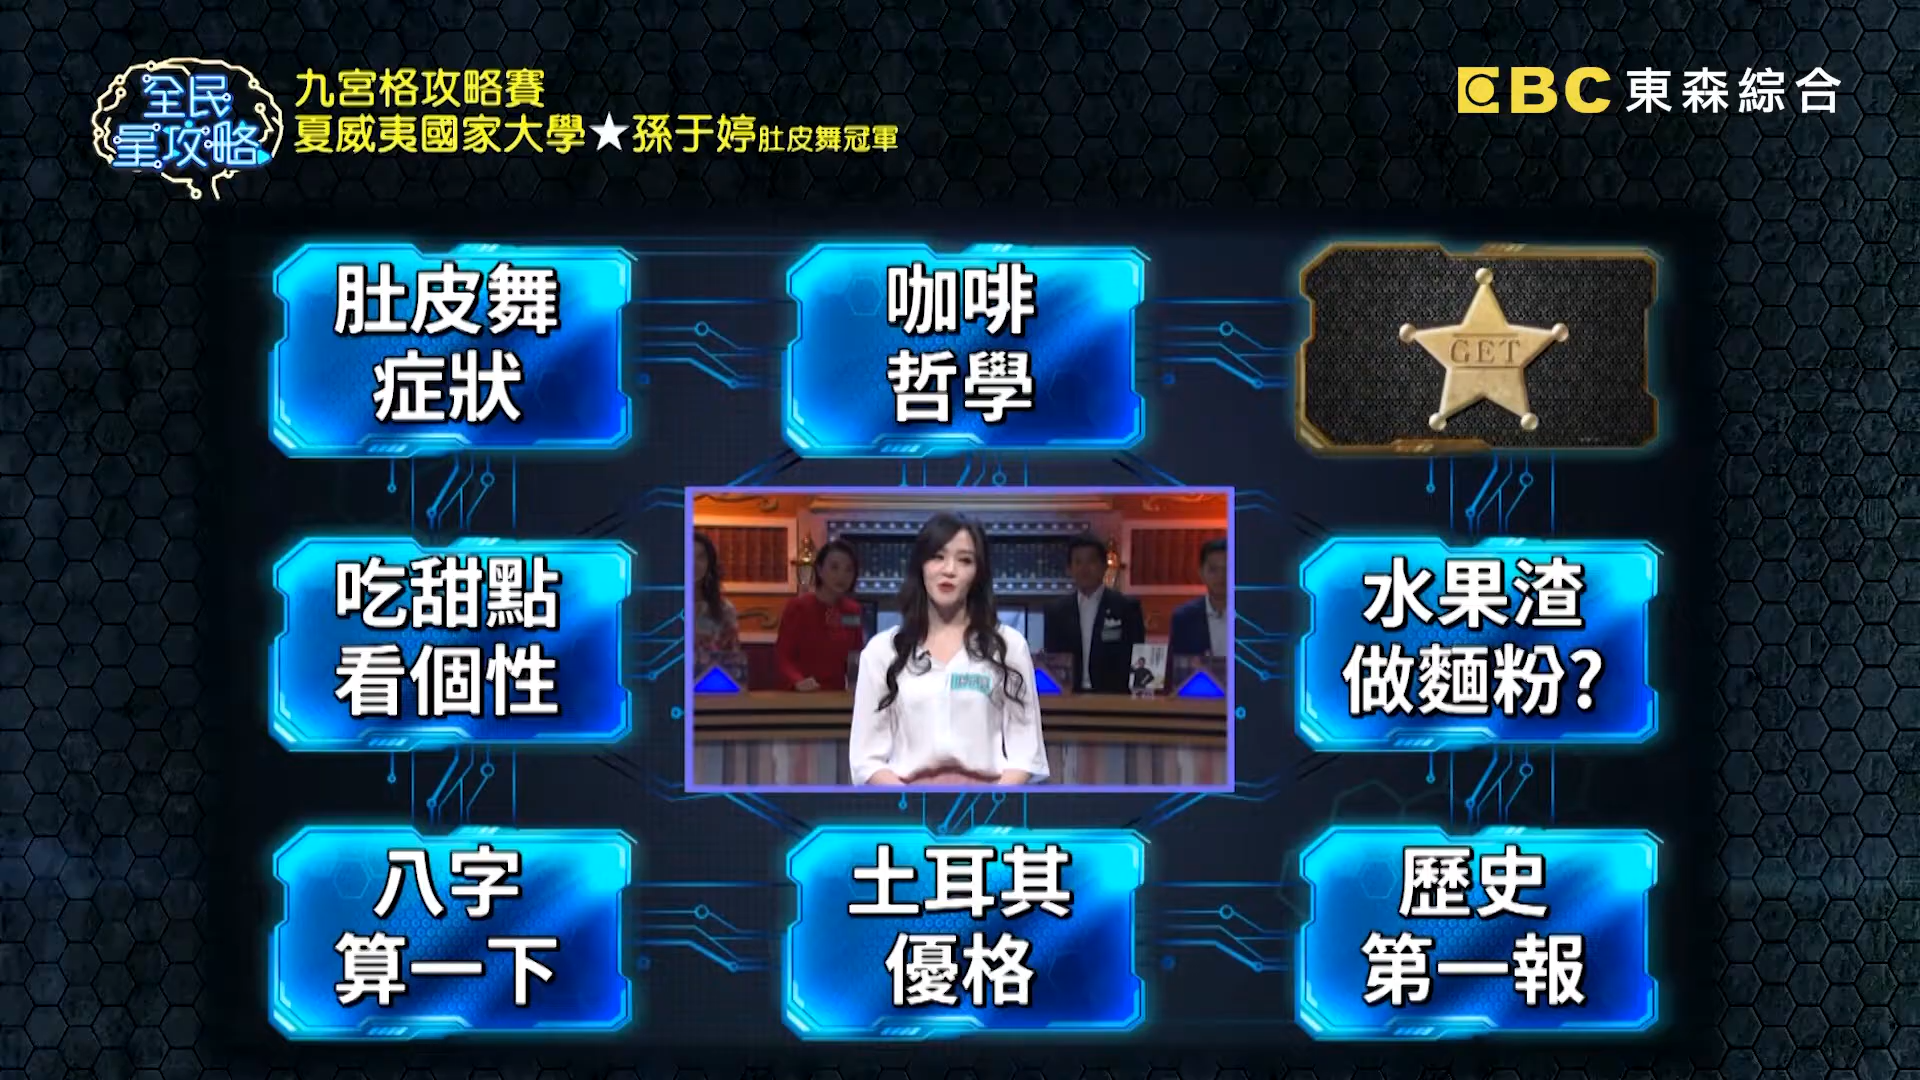 全民
星攻略
九宮格攻略賽
夏威夷國家大學★孫于婷肚皮舞冠軍
EBC東森綜合
肚皮舞
症狀
咖啡
哲學
GET
吃甜點
看個性
水果渣
做麵粉?
八字
算一下
土耳其
優格
歷史
第一報